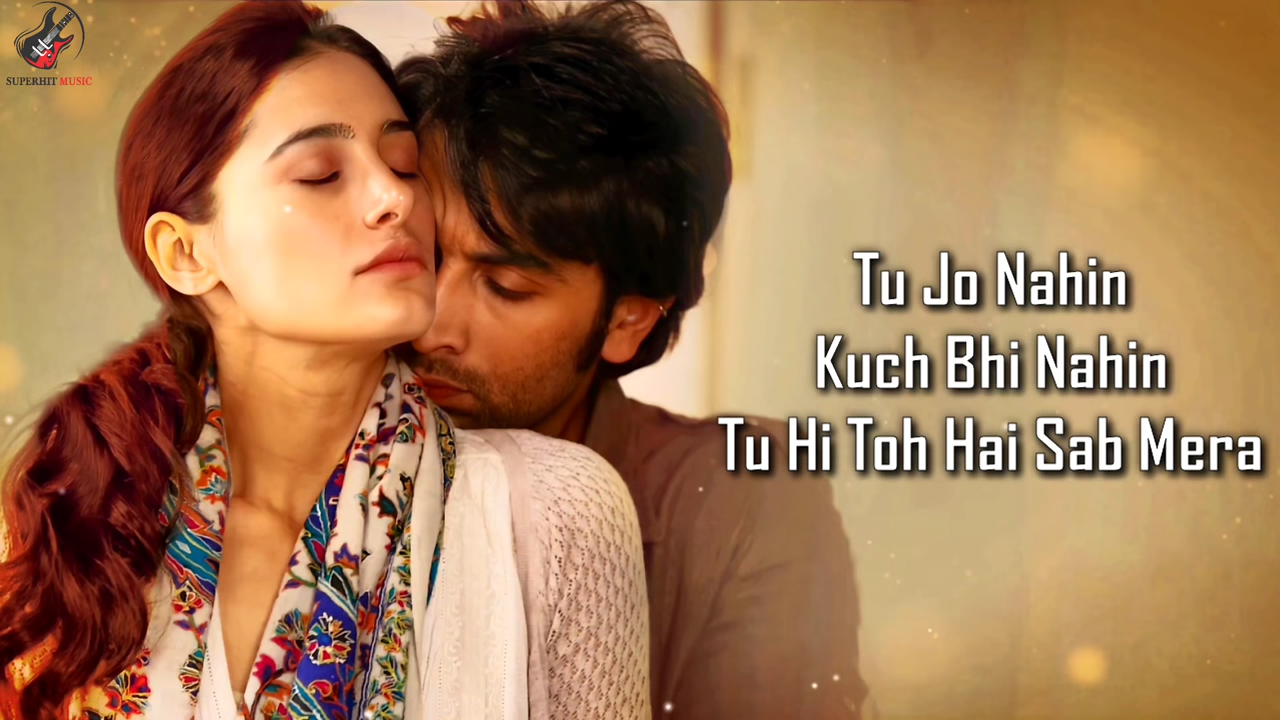 SUPERHIT MUSIC
Tu Jo Nahin
Kuch Bhi Nahin
Tu Hi Toh Hai Sab Mera